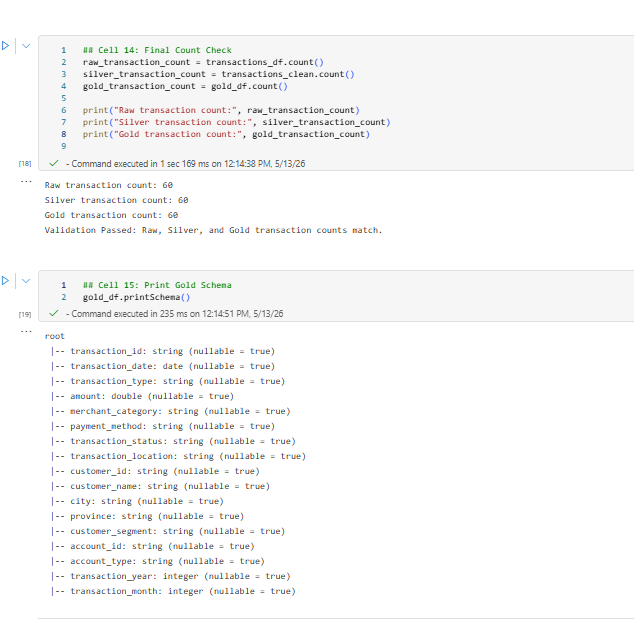 1 ## Cell 14: Final Count Check
2 raw_transaction_count = transactions_df.count()
3 silver_transaction_count = transactions_clean.count()
4 gold_transaction_count = gold_df.count()
5
6 print("Raw transaction count:", raw_transaction_count)
7 print("Silver transaction count:", silver_transaction_count)
8 print("Gold transaction count:", gold_transaction_count)
9
[18] ✓ - Command executed in 1 sec 169 ms on 12:14:38 PM, 5/13/26
...
Raw transaction count: 60
Silver transaction count: 60
Gold transaction count: 60
Validation Passed: Raw, Silver, and Gold transaction counts match.
1 ## Cell 15: Print Gold Schema
2 gold_df.printSchema()
[19] ✓ - Command executed in 235 ms on 12:14:51 PM, 5/13/26
...
root
|-- transaction_id: string (nullable = true)
|-- transaction_date: date (nullable = true)
|-- transaction_type: string (nullable = true)
|-- amount: double (nullable = true)
|-- merchant_category: string (nullable = true)
|-- payment_method: string (nullable = true)
|-- transaction_status: string (nullable = true)
|-- transaction_location: string (nullable = true)
|-- customer_id: string (nullable = true)
|-- customer_name: string (nullable = true)
|-- city: string (nullable = true)
|-- province: string (nullable = true)
|-- customer_segment: string (nullable = true)
|-- account_id: string (nullable = true)
|-- account_type: string (nullable = true)
|-- transaction_year: integer (nullable = true)
|-- transaction_month: integer (nullable = true)